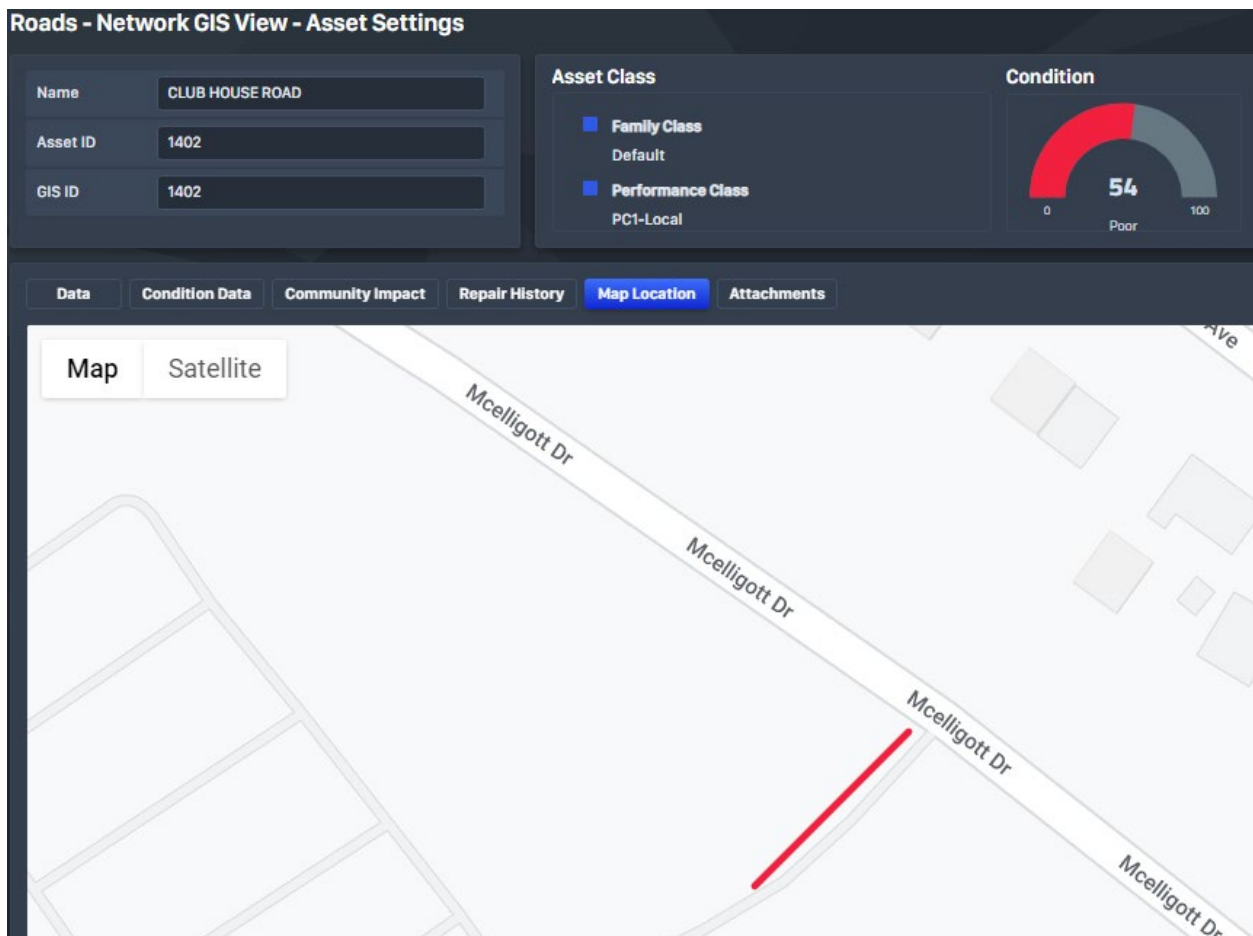 Roads - Network GIS View - Asset Settings
Name
CLUB HOUSE ROAD
Asset ID
1402
GIS ID
1402
Asset Class
Family Class
Default
Performance Class
PC1-Local
Condition
54
0
100
Poor
Data
Condition Data
Community Impact
Repair History
Map Location
Attachments
Map
Satellite
Ave
Mcelligott Dr
Mcelligott Dr
Mcelligott Dr
Mcelligott Dr